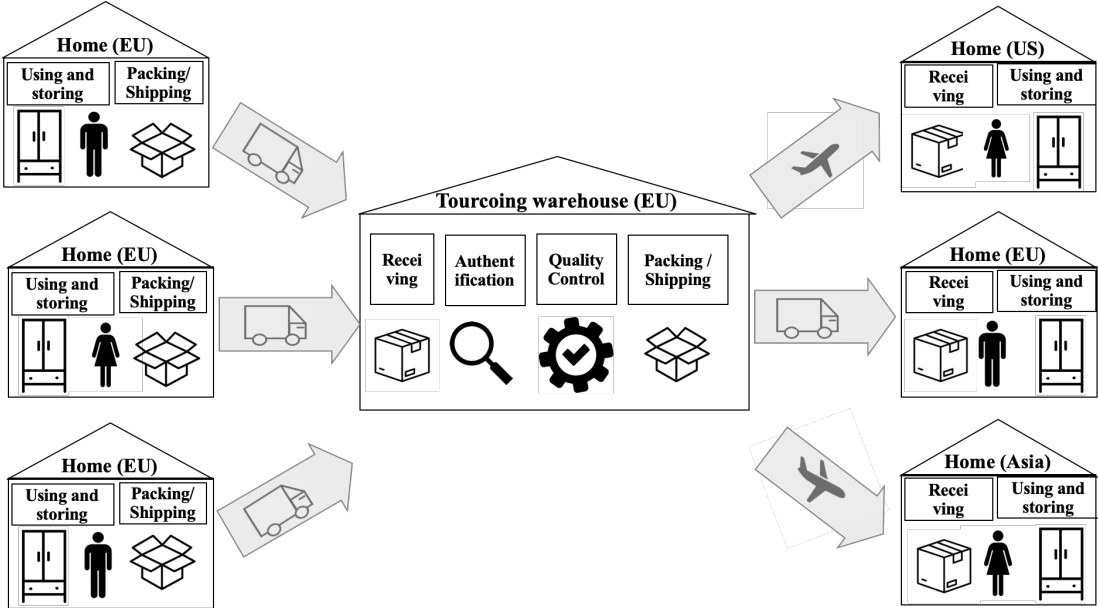 Home (EU)
Using and
storing
Packing/
Shipping
Home (EU)
Using and
storing
Packing/
Shipping
Home (EU)
Using and
storing
Packing/
Shipping
Tourcoing warehouse (EU)
Recei
ving
Authent
ification
Quality
Control
Packing /
Shipping
Home (US)
Recei
ving
Using and
storing
Home (EU)
Recei
ving
Using and
storing
Home (Asia)
Recei
ving
Using and
storing